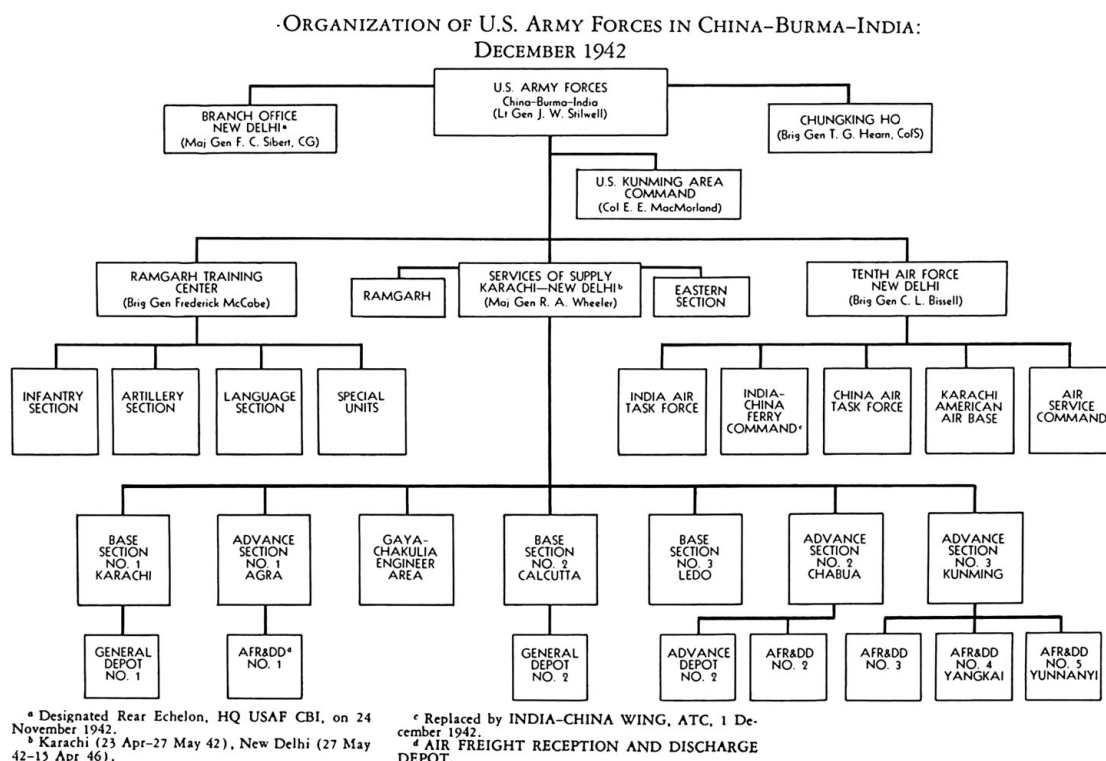 ORGANIZATION OF U.S. ARMY FORCES IN CHINA–BURMA–INDIA:
DECEMBER 1942
U.S. ARMY FORCES
China–Burma–India
(Lt Gen J. W. Stilwell)
BRANCH OFFICE
NEW DELHIᵃ
(Maj Gen F. C. Sibert, CG)
CHUNGKING HQ
(Brig Gen T. G. Hearn, CofS)
U.S. KUNMING AREA
COMMAND
(Col E. E. MacMorland)
RAMGARH TRAINING
CENTER
(Brig Gen Frederick McCabe)
RAMGARH
SERVICES OF SUPPLY
KARACHI—NEW DELHIᵇ
(Maj Gen R. A. Wheeler)
EASTERN
SECTION
TENTH AIR FORCE
NEW DELHI
(Brig Gen C. L. Bissell)
INFANTRY
SECTION
ARTILLERY
SECTION
LANGUAGE
SECTION
SPECIAL
UNITS
INDIA AIR
TASK FORCE
INDIA–
CHINA
FERRY
COMMANDᶜ
CHINA AIR
TASK FORCE
KARACHI
AMERICAN
AIR BASE
AIR
SERVICE
COMMAND
BASE
SECTION
NO. 1
KARACHI
ADVANCE
SECTION
NO. 1
AGRA
GAYA–
CHAKULIA
ENGINEER
AREA
BASE
SECTION
NO. 2
CALCUTTA
BASE
SECTION
NO. 3
LEDO
ADVANCE
SECTION
NO. 2
CHABUA
ADVANCE
SECTION
NO. 3
KUNMING
GENERAL
DEPOT
NO. 1
AFR&DDᵈ
NO. 1
GENERAL
DEPOT
NO. 2
ADVANCE
DEPOT
NO. 2
AFR&DD
NO. 2
AFR&DD
NO. 3
AFR&DD
NO. 4
YANGKAI
AFR&DD
NO. 5
YUNNANYI
ᵃ Designated Rear Echelon, HQ USAF CBI, on 24
November 1942.
ᵇ Karachi (23 Apr–27 May 42), New Delhi (27 May
42–15 Apr 46).
ᶜ Replaced by INDIA–CHINA WING, ATC, 1 De-
cember 1942.
ᵈ AIR FREIGHT RECEPTION AND DISCHARGE
DEPOT